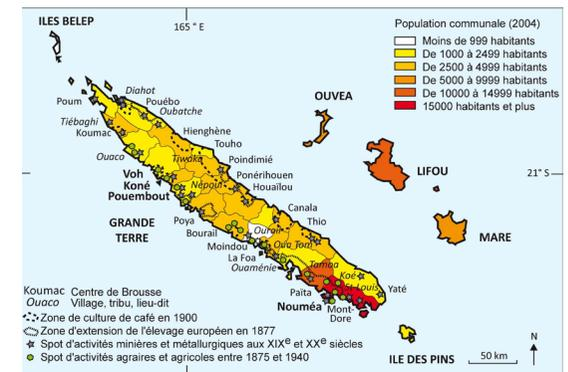 ILES BELEP
165° E
Population communale (2004)
Moins de 999 habitants
De 1000 à 2499 habitants
De 2500 à 4999 habitants
De 5000 à 9999 habitants
De 10000 à 14999 habitants
15000 habitants et plus
Diahot
Poum
Pouébo
Oubatche
OUVEA
Tiébaghi
Koumac
Hienghène
Touho
Ouaco
Tiwaka
Poindimié
LIFOU
21° S
Voh
Koné
Pouembout
Népoui
Ponérihouen
Houaïlou
GRANDE
TERRE
Poya
Canala
Thio
MARE
Bourail
Ourail
Moindou
Oua Tom
La Foa
Ouaménie
Tamoa
Koé
St-Louis
Yaté
Païta
Nouméa
Mont-
Dore
ILE DES PINS
Koumac Centre de Brousse
Ouaco Village, tribu, lieu-dit
Zone de culture de café en 1900
Zone d'extension de l'élevage européen en 1877
Spot d'activités minières et métallurgiques aux XIXe et XXe siècles
Spot d'activités agraires et agricoles entre 1875 et 1940
50 km
N